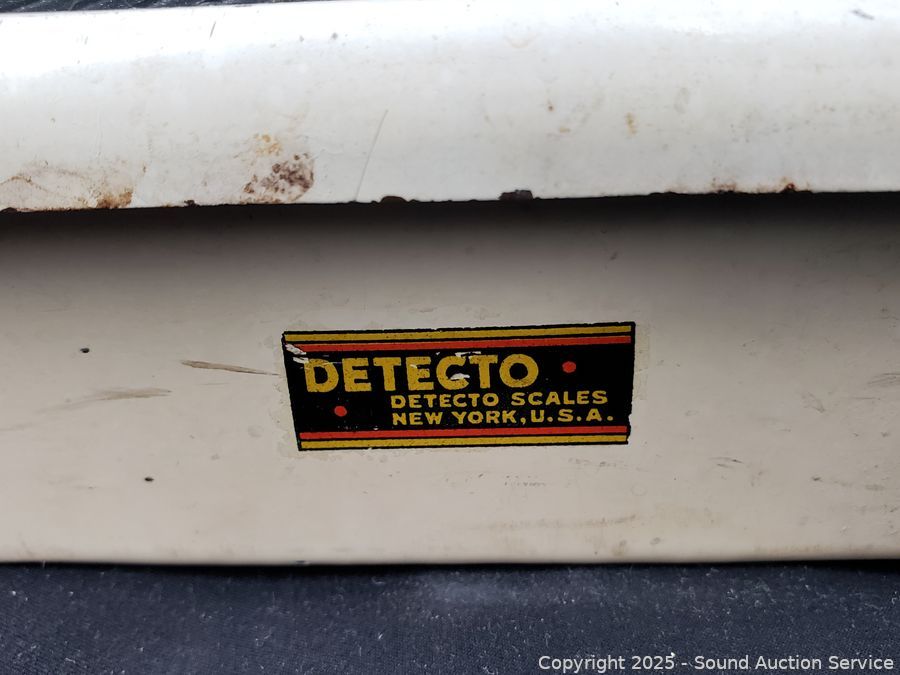 DETECTO
DETECTO SCALES
NEW YORK, U.S.A.
Copyright 2025 - Sound Auction Service